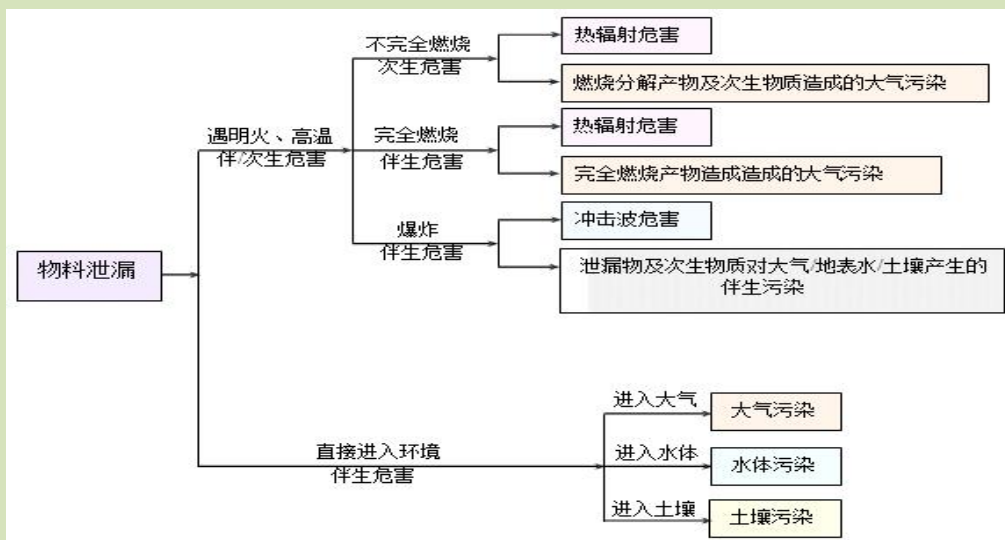 不完全燃烧
次生危害
热辐射危害
燃烧分解产物及次生物质造成的大气污染
遇明火、高温
伴/次生危害
完全燃烧
伴生危害
热辐射危害
完全燃烧产物造成造成的大气污染
爆炸
伴生危害
冲击波危害
泄漏物及次生物质对大气/地表水/土壤产生的
伴生污染
物料泄漏
直接进入环境
伴生危害
进入大气
大气污染
进入水体
水体污染
进入土壤
土壤污染